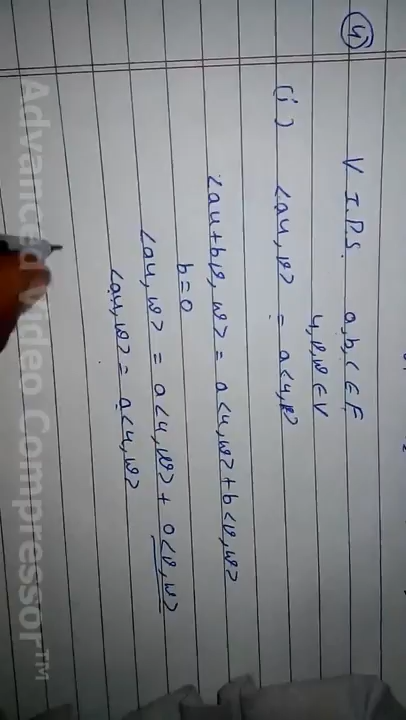 4)
V I.P.S. a,b,c ∈ F
u,v,w ∈ V
(i) <au, v> = a<u,v>
<au+bv, w> = a<u,w> + b<v,w>
b=0
<au, w> = a<u,w> + 0<v,w>
<au,w> = a<u,w>
Advanced Video Compressor™